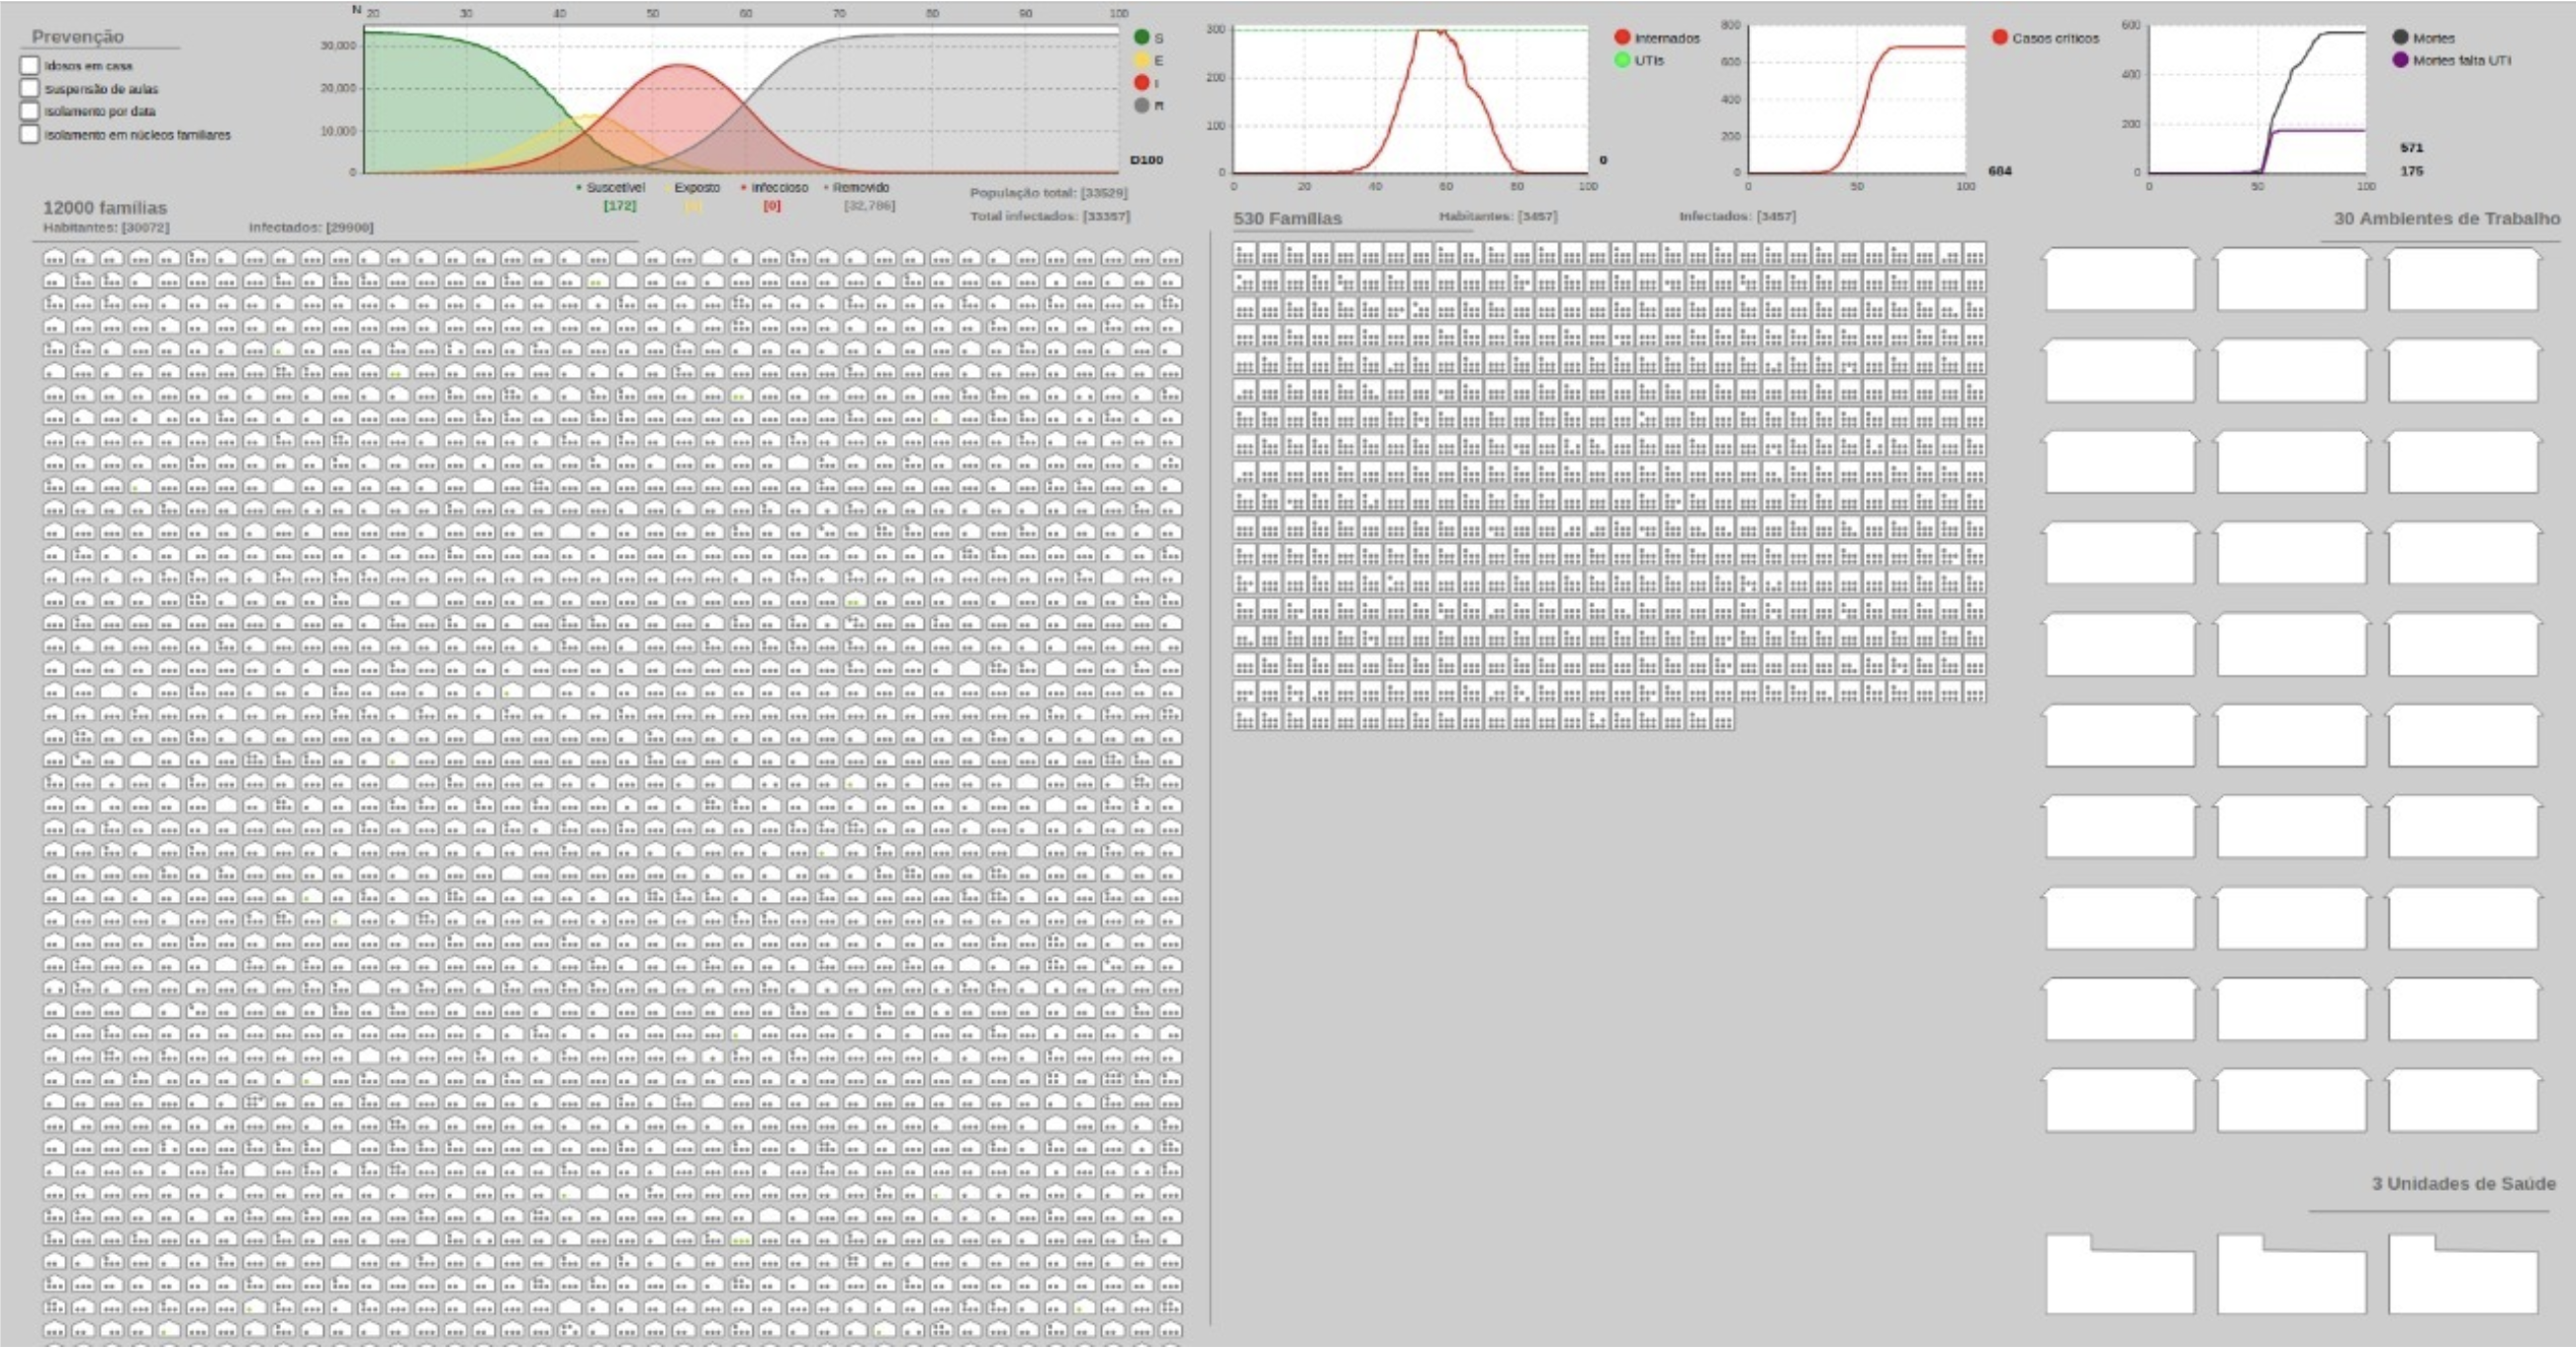 Prevenção
Idosos em casa
Suspensão de aulas
Isolamento por data
Isolamento em núcleos familiares
N 20 30 40 50 60 70 80 90 100
30,000
20,000
10,000
0
S
E
I
R
D100
Suscetível Exposto Infeccioso Removido
[172] [0] [32,786]
População total: [33529]
Total infectados: [33357]
300
200
100
0
0 20 40 60 80 100
Internados
UTIs
0
800
600
400
200
0
0 50 100
Casos críticos
684
600
400
200
0
0 50 100
Mortes
Mortes falta UTI
571
175
12000 famílias
Habitantes: [30072] Infectados: [29900]
530 Famílias Habitantes: [3457] Infectados: [3457]
30 Ambientes de Trabalho
3 Unidades de Saúde